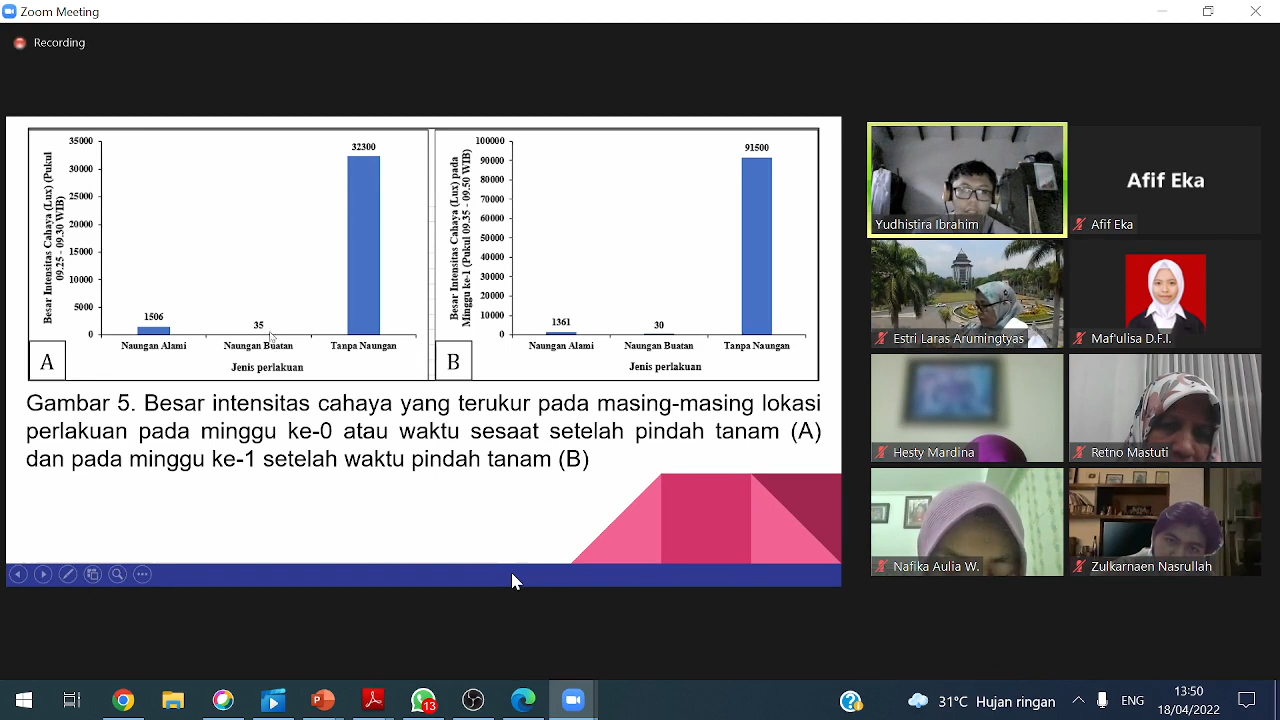 Zoom Meeting
Recording
Besar Intensitas Cahaya (Lux) (Pukul
09.25 - 09.30 WIB)
35000
30000
25000
20000
15000
10000
5000
0
1506
35
32300
Naungan Alami
Naungan Buatan
Tanpa Naungan
Jenis perlakuan
A
Besar Intensitas Cahaya (Lux) pada
Minggu ke-1 (Pukul 09.35 - 09.50 WIB)
100000
90000
80000
70000
60000
50000
40000
30000
20000
10000
0
1361
30
91500
Naungan Alami
Naungan Buatan
Tanpa Naungan
Jenis perlakuan
B
Gambar 5. Besar intensitas cahaya yang terukur pada masing-masing lokasi
perlakuan pada minggu ke-0 atau waktu sesaat setelah pindah tanam (A)
dan pada minggu ke-1 setelah waktu pindah tanam (B)
Yudhistira Ibrahim
Afif Eka
Afif Eka
Estri Laras Arumingtyas
Maf'ulisa D.F.I.
Hesty Mardina
Retno Mastuti
Nafika Aulia W.
Zulkarnaen Nasrullah
13
31°C Hujan ringan
ENG
13:50
18/04/2022